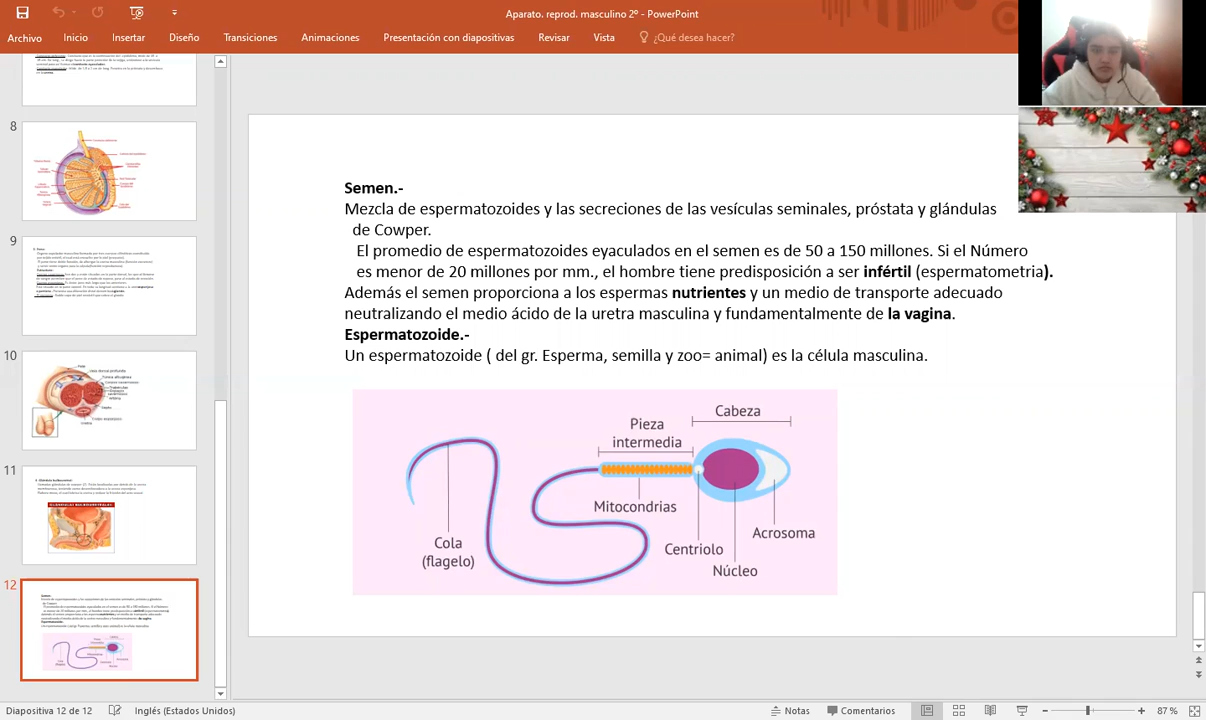 Aparato. reprod. masculino 2º - PowerPoint
Archivo Inicio Insertar Diseño Transiciones Animaciones Presentación con diapositivas Revisar Vista ¿Qué desea hacer?
8
9
10
11
12
Semen.-
Mezcla de espermatozoides y las secreciones de las vesículas seminales, próstata y glándulas
de Cowper.
El promedio de espermatozoides eyaculados en el semen es de 50 a 150 millones. Si el Número
es menor de 20 millones por mm., el hombre tiene predisposición a ser infértil (espermatometria).
Además el semen proporciona a los espermas nutrientes y un medio de transporte adecuado
neutralizando el medio ácido de la uretra masculina y fundamentalmente de la vagina.
Espermatozoide.-
Un espermatozoide ( del gr. Esperma, semilla y zoo= animal) es la célula masculina.
Cabeza
Pieza
intermedia
Mitocondrias
Acrosoma
Cola
(flagelo)
Centriolo
Núcleo
Diapositiva 12 de 12 Inglés (Estados Unidos) Notas Comentarios 87 %